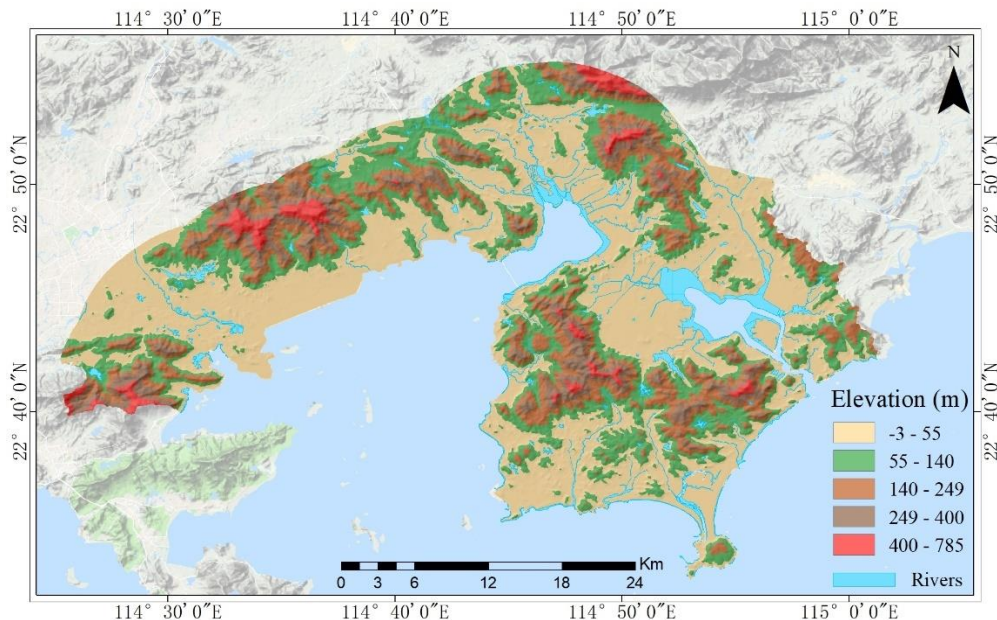 114° 30′ 0″E 114° 40′ 0″E 114° 50′ 0″E 115° 0′ 0″E
N
22° 50′ 0″N
22° 50′ 0″N
22° 40′ 0″N
22° 40′ 0″N
Elevation (m)
-3 - 55
55 - 140
140 - 249
249 - 400
400 - 785
Rivers
Km
0 3 6 12 18 24
114° 30′ 0″E 114° 40′ 0″E 114° 50′ 0″E 115° 0′ 0″E